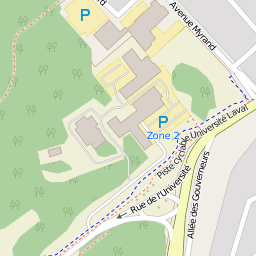 P
Avenue Myrand
P
Zone 2
Piste cyclable Université Laval
Rue de l'Université
Allée des Gouverneurs